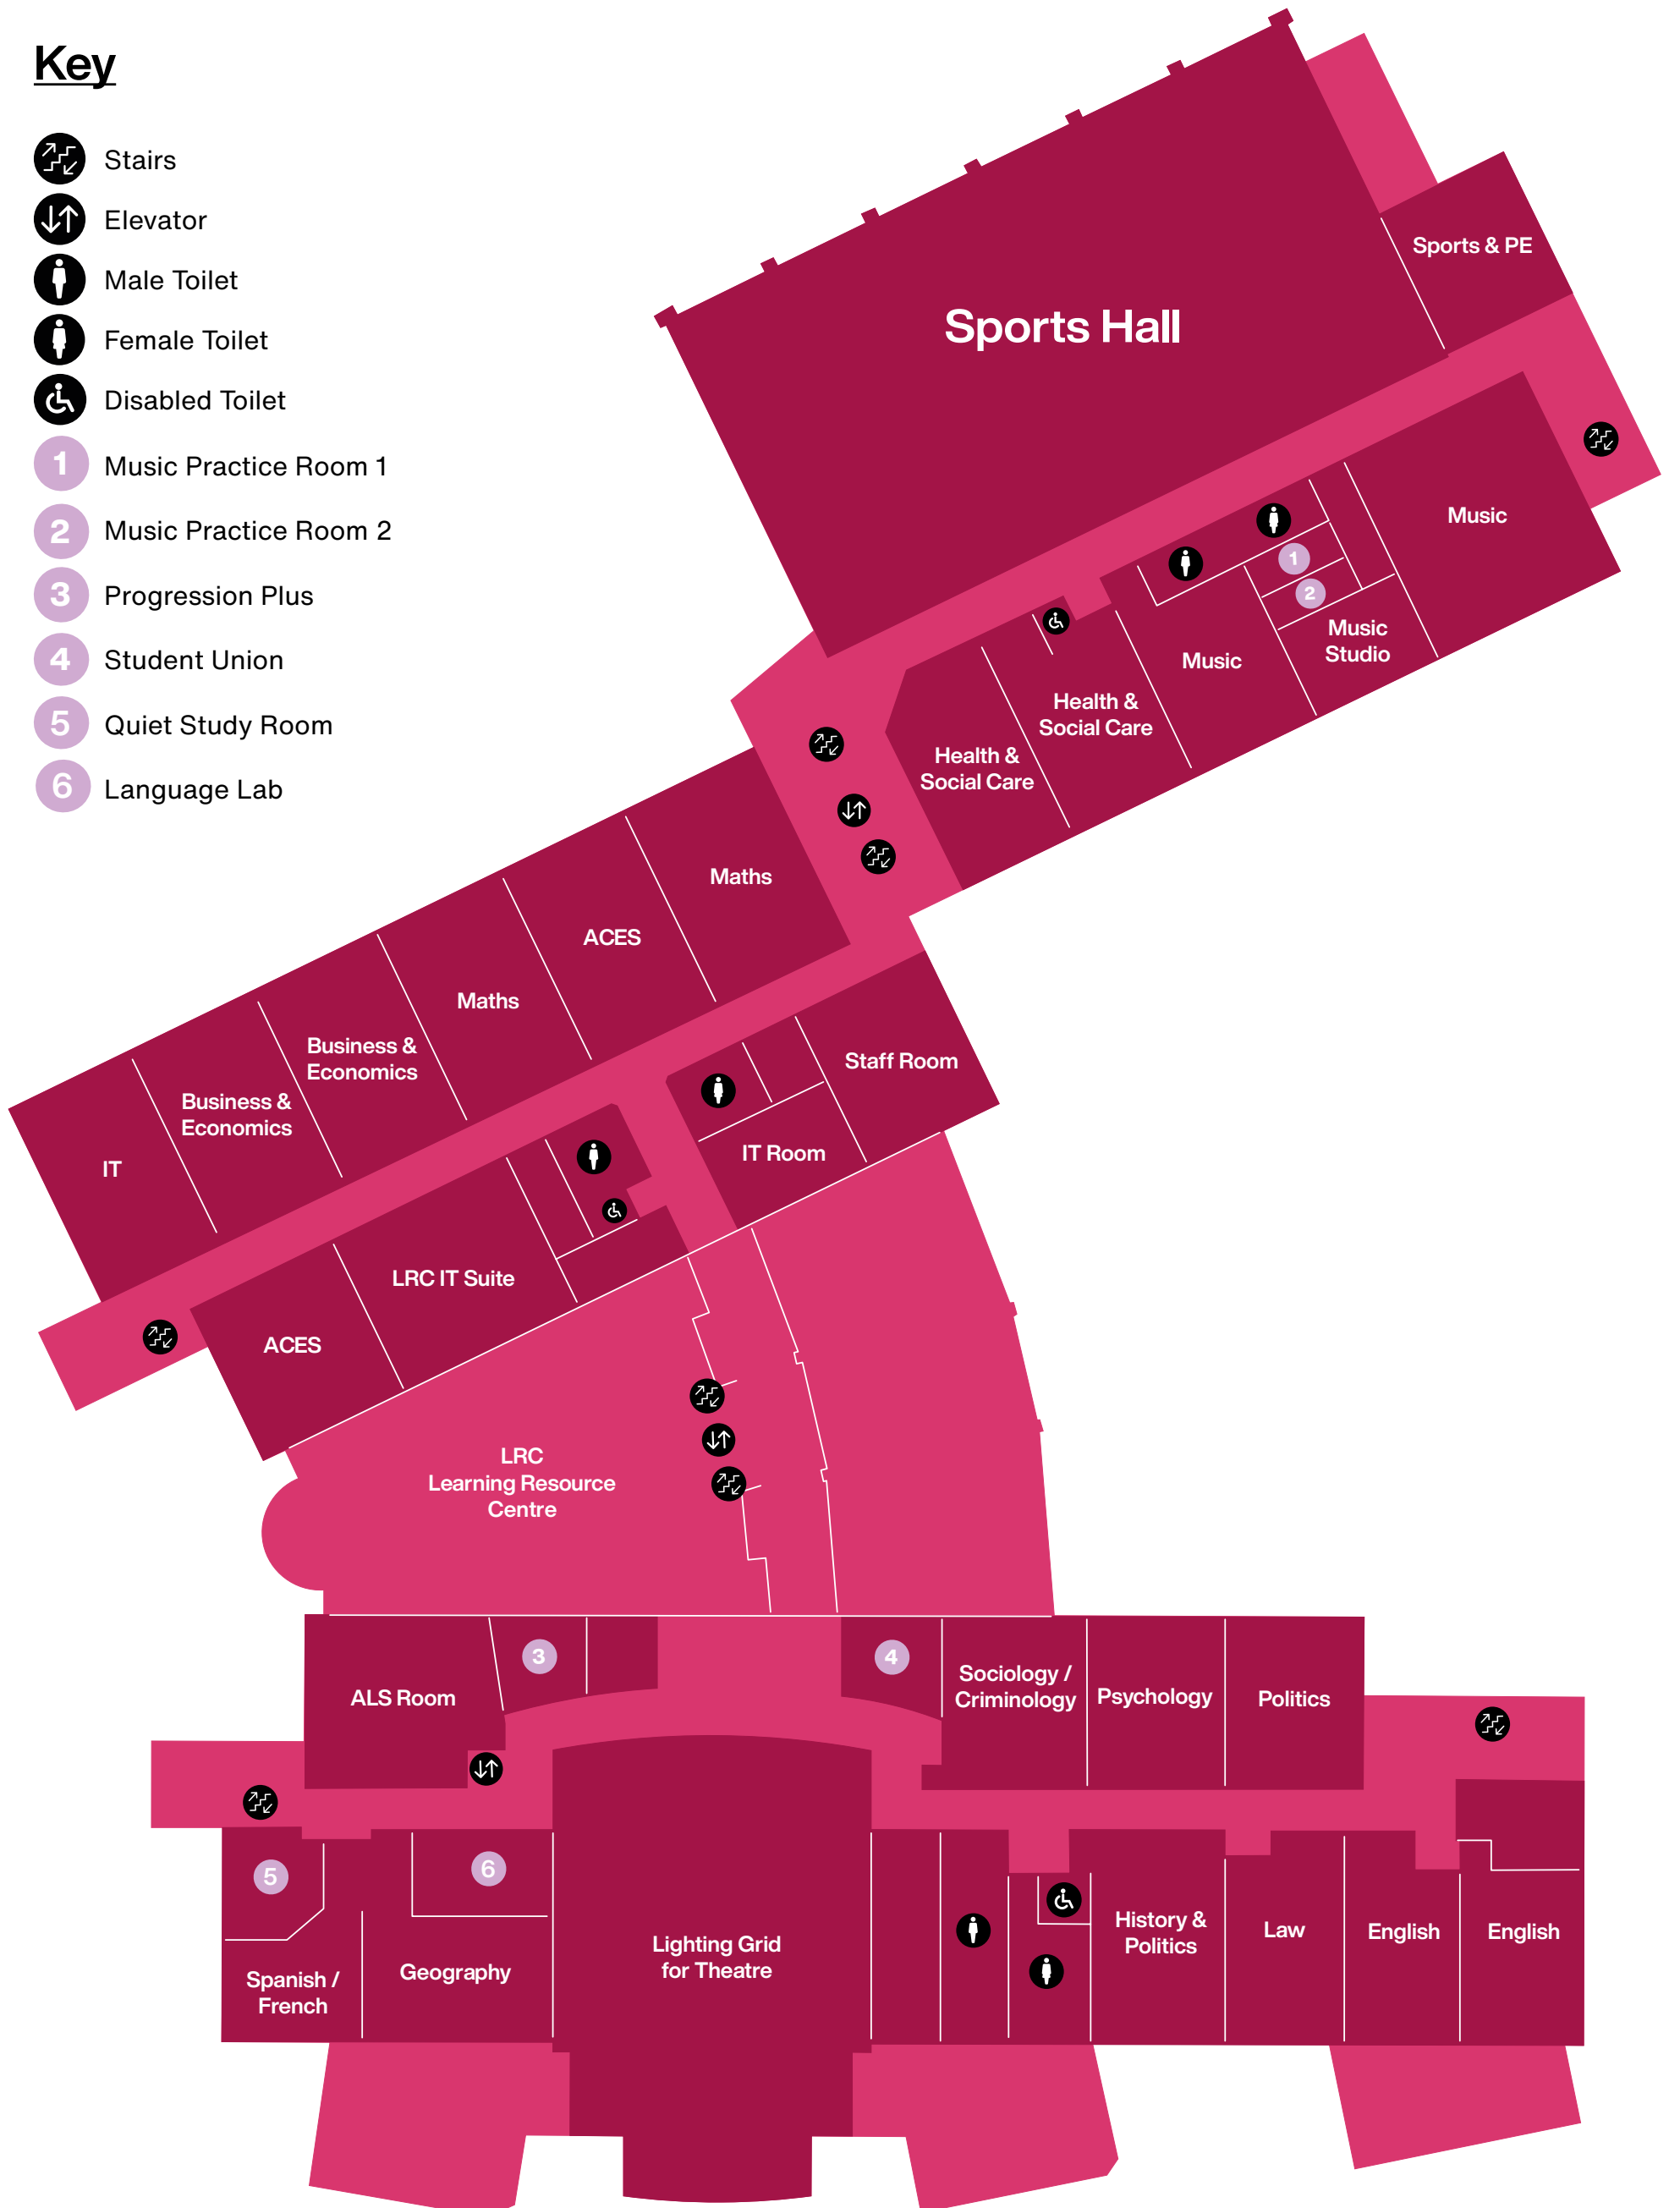 Key
Stairs
Elevator
Male Toilet
Female Toilet
Disabled Toilet
1 Music Practice Room 1
2 Music Practice Room 2
3 Progression Plus
4 Student Union
5 Quiet Study Room
6 Language Lab
Sports Hall
Sports & PE
Music
1
2
Music
Studio
Music
Health &
Social Care
Health &
Social Care
Maths
ACES
Maths
Business &
Economics
Business &
Economics
IT
Staff Room
IT Room
LRC IT Suite
ACES
LRC
Learning Resource
Centre
3
4
ALS Room
Sociology /
Criminology
Psychology
Politics
5
6
Spanish /
French
Geography
Lighting Grid
for Theatre
History &
Politics
Law
English
English